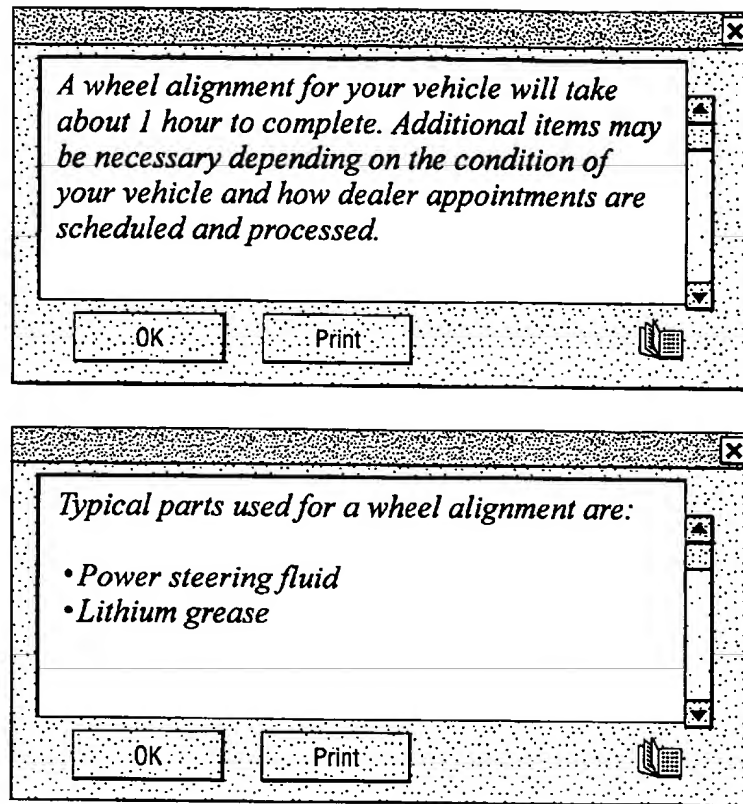 A wheel alignment for your vehicle will take
about 1 hour to complete. Additional items may
be necessary depending on the condition of
your vehicle and how dealer appointments are
scheduled and processed.
OK Print
Typical parts used for a wheel alignment are:
•Power steering fluid
•Lithium grease
OK Print